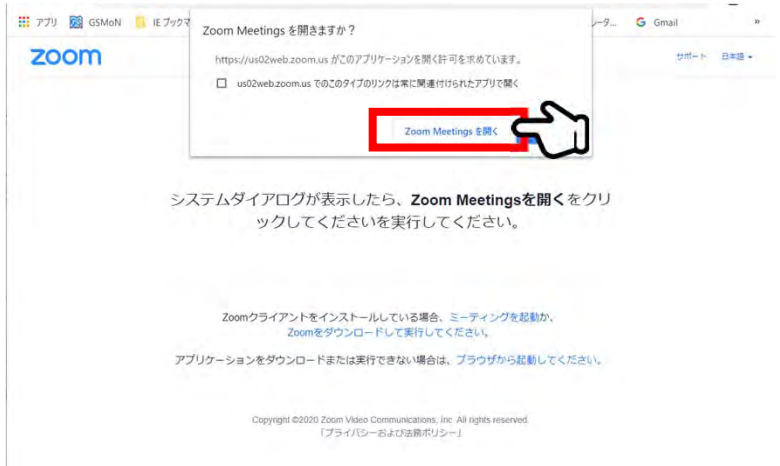 アプリ GSMoN IE ブックマ
ータ... Gmail »
Zoom Meetings を開きますか？
https://us02web.zoom.us がこのアプリケーションを開く許可を求めています。
us02web.zoom.us でのこのタイプのリンクは常に関連付けられたアプリで開く
Zoom Meetings を開く
zoom
サポート 日本語
システムダイアログが表示したら、Zoom Meetingsを開くをクリ
ックしてくださいを実行してください。
Zoomクライアントをインストールしている場合、ミーティングを起動か、
Zoomをダウンロードして実行してください。
アプリケーションをダウンロードまたは実行できない場合は、ブラウザから起動してください。
Copyright ©2020 Zoom Video Communications, Inc. All rights reserved.
「プライバシーおよび法務ポリシー」